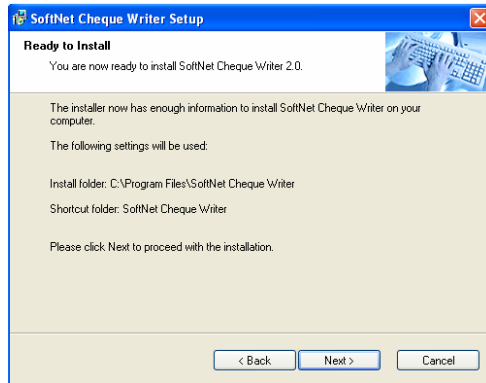 SoftNet Cheque Writer Setup
Ready to Install
You are now ready to install SoftNet Cheque Writer 2.0.
The installer now has enough information to install SoftNet Cheque Writer on your
computer.
The following settings will be used:
Install folder: C:\Program Files\SoftNet Cheque Writer
Shortcut folder: SoftNet Cheque Writer
Please click Next to proceed with the installation.
< Back Next > Cancel